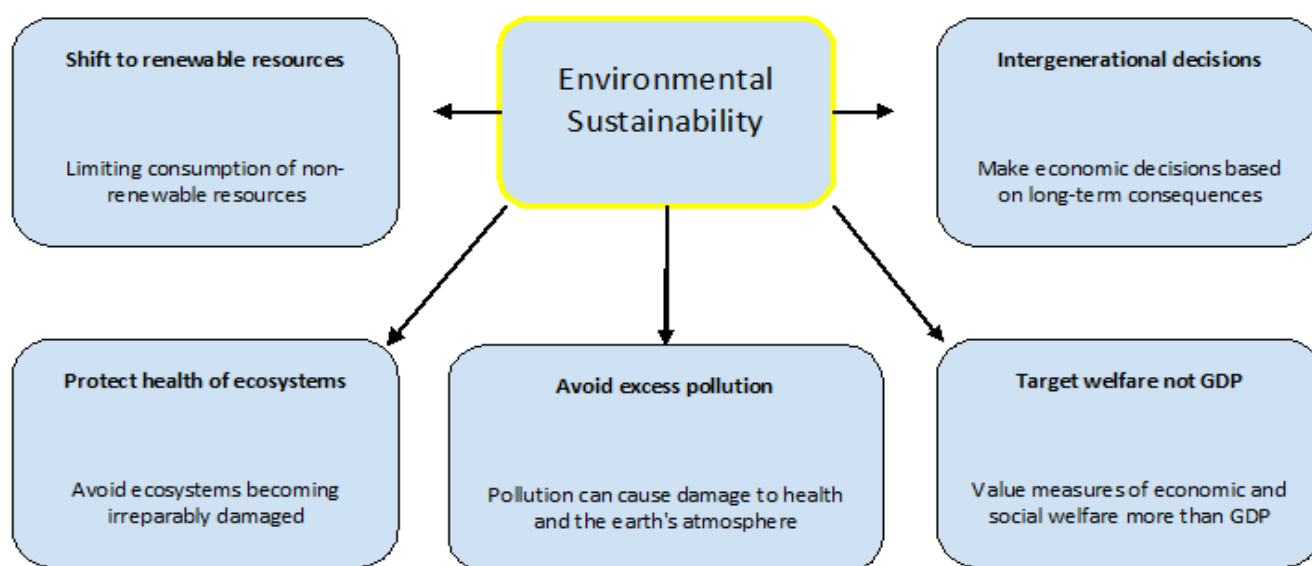 Shift to renewable resources
Limiting consumption of non-
renewable resources
Environmental
Sustainability
Intergenerational decisions
Make economic decisions based
on long-term consequences
Protect health of ecosystems
Avoid ecosystems becoming
irreparably damaged
Avoid excess pollution
Pollution can cause damage to health
and the earth's atmosphere
Target welfare not GDP
Value measures of economic and
social welfare more than GDP